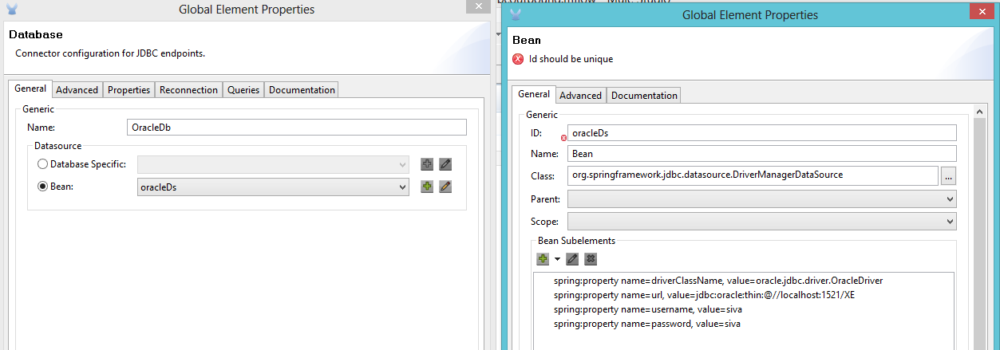 Global Element Properties
Database
Connector configuration for JDBC endpoints.
General Advanced Properties Reconnection Queries Documentation
Generic
Name: OracleDb
Datasource
Database Specific:
Bean: oracleDs
Global Element Properties
Bean
Id should be unique
General Advanced Documentation
Generic
ID: oracleDs
Name: Bean
Class: org.springframework.jdbc.datasource.DriverManagerDataSource ...
Parent:
Scope:
Bean Subelements
spring:property name=driverClassName, value=oracle.jdbc.driver.OracleDriver
spring:property name=url, value=jdbc:oracle:thin:@//localhost:1521/XE
spring:property name=username, value=siva
spring:property name=password, value=siva